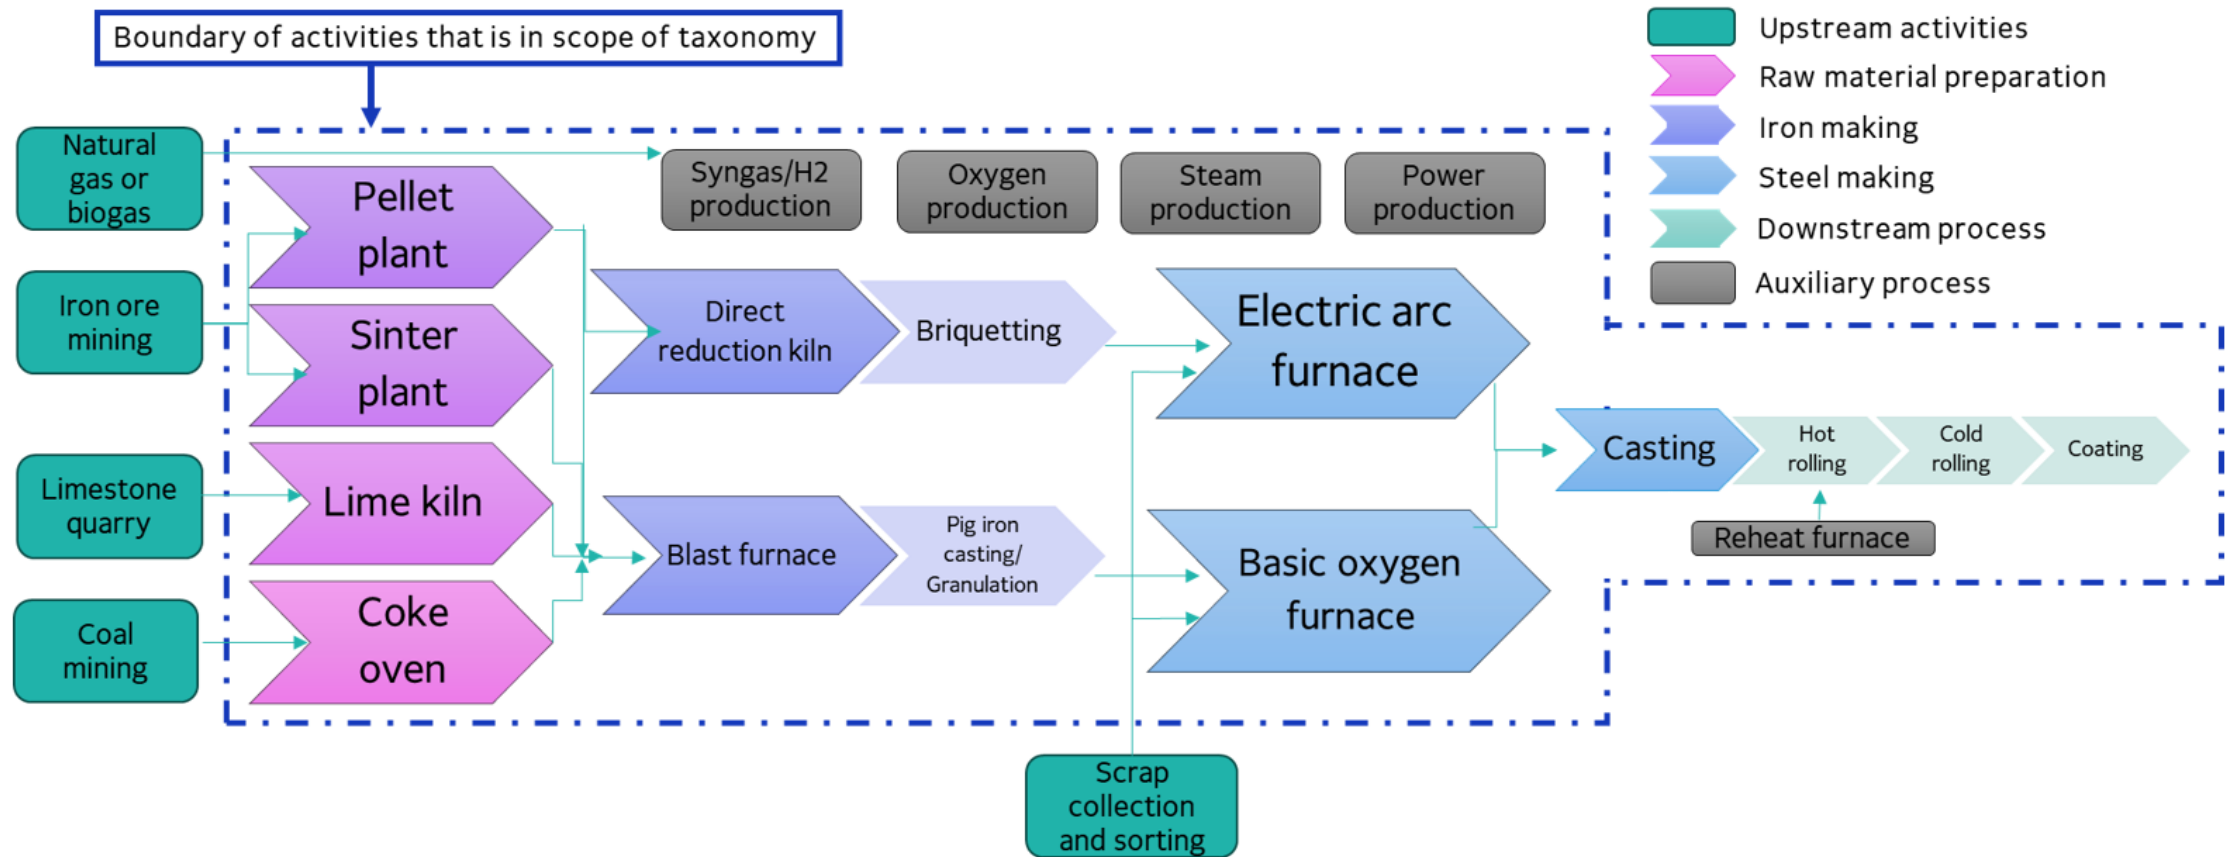 Boundary of activities that is in scope of taxonomy
Upstream activities
Raw material preparation
Iron making
Steel making
Downstream process
Auxiliary process
Natural
gas or
biogas
Iron ore
mining
Limestone
quarry
Coal
mining
Pellet
plant
Sinter
plant
Lime kiln
Coke
oven
Syngas/H2
production
Oxygen
production
Steam
production
Power
production
Direct
reduction kiln
Briquetting
Electric arc
furnace
Blast furnace
Pig iron
casting/
Granulation
Basic oxygen
furnace
Casting
Hot
rolling
Cold
rolling
Coating
Reheat furnace
Scrap
collection
and sorting